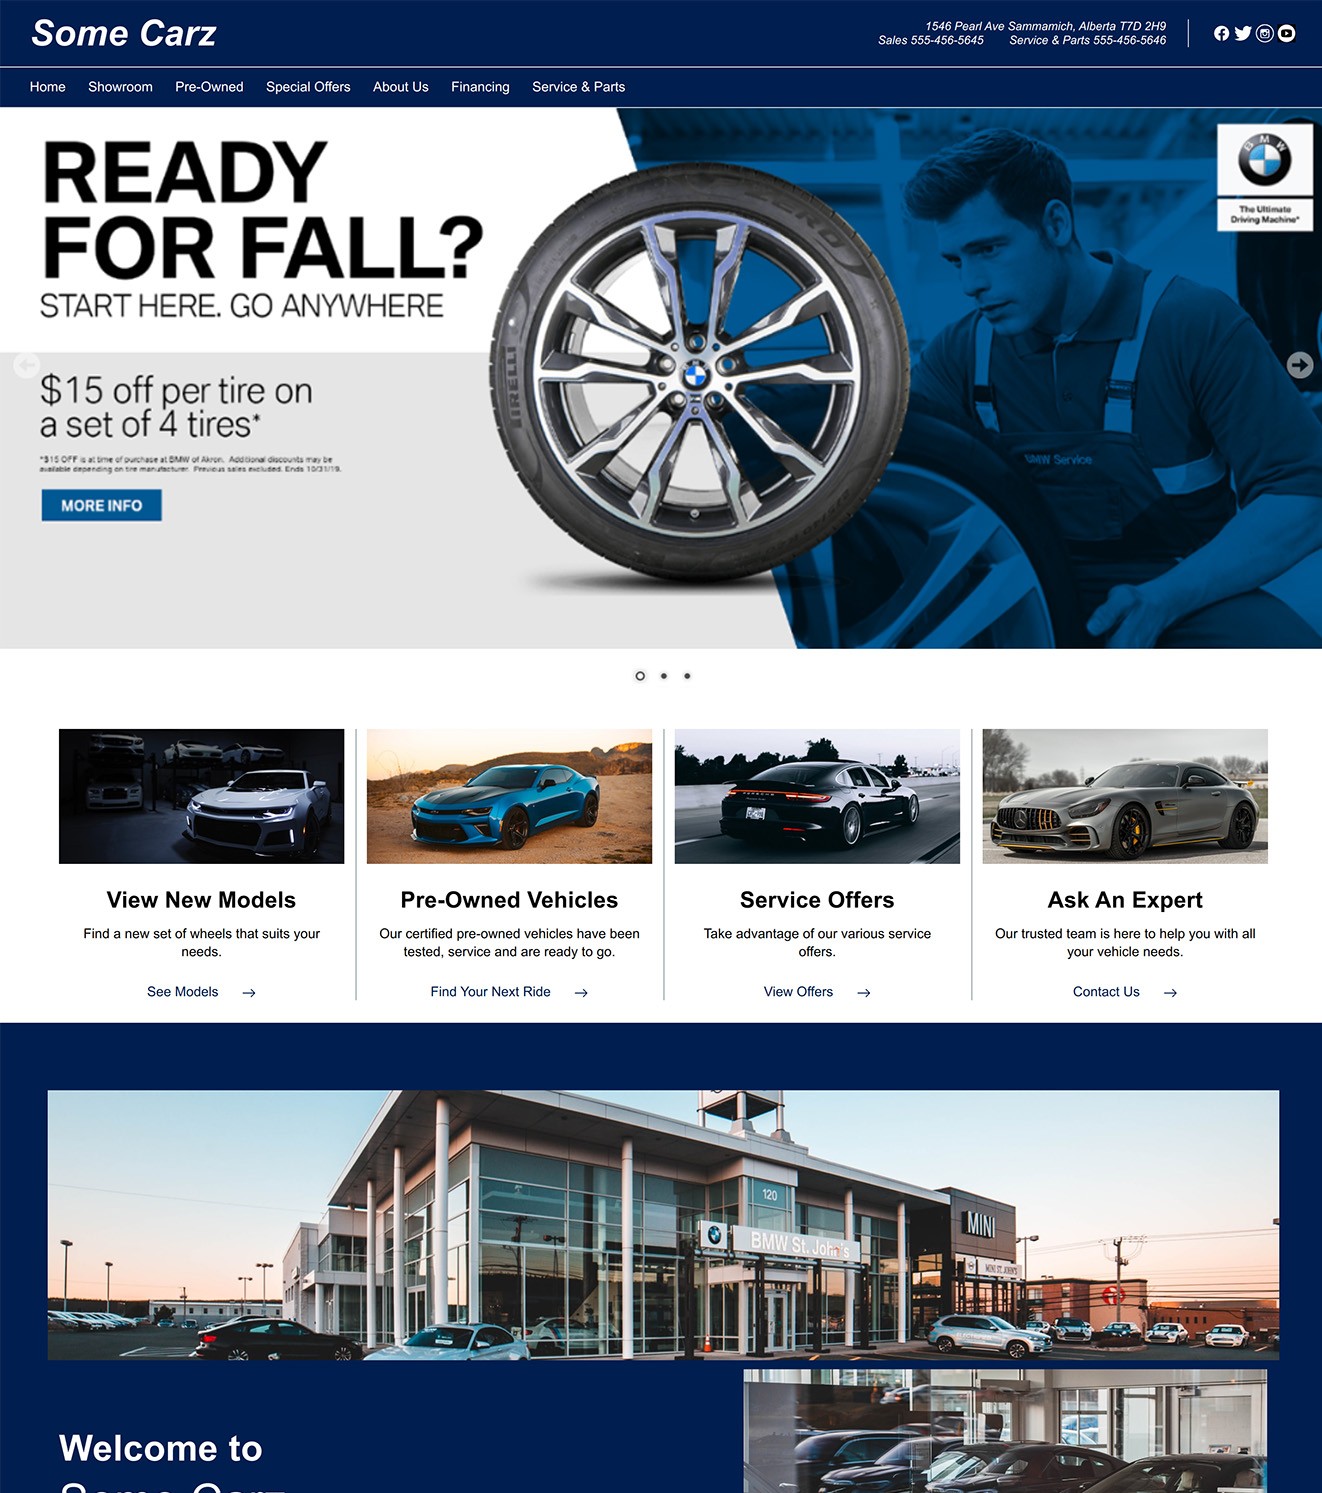 Some Carz
1546 Pearl Ave Sammamich, Alberta T7D 2H9
Sales 555-456-5645 Service & Parts 555-456-5646
Home Showroom Pre-Owned Special Offers About Us Financing Service & Parts
READY
FOR FALL?
START HERE. GO ANYWHERE
$15 off per tire on
a set of 4 tires*
*$15 OFF is at time of purchase at BMW of Akron. Additional discounts may be
available depending on tire manufacturer. Previous sales excluded. Ends 10/31/19.
MORE INFO
PIRELLI
BMW Service
BMW
The Ultimate
Driving Machine®
View New Models
Find a new set of wheels that suits your
needs.
See Models
Pre-Owned Vehicles
Our certified pre-owned vehicles have been
tested, service and are ready to go.
Find Your Next Ride
Service Offers
Take advantage of our various service
offers.
View Offers
Ask An Expert
Our trusted team is here to help you with all
your vehicle needs.
Contact Us
120
BMW St. John's
MINI
MINI ST. JOHN'S
Welcome to
Some Carz